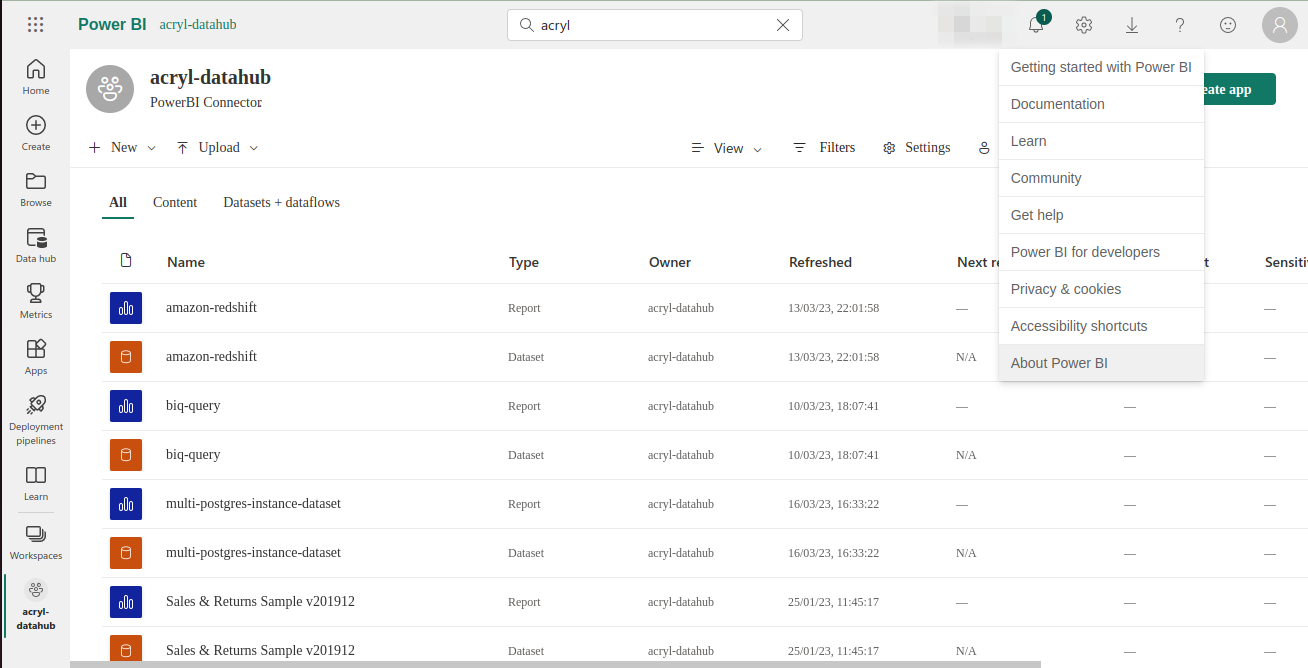 Power BI acryl-datahub
acryl
1
Home
Create
Browse
Data hub
Metrics
Apps
Deployment
pipelines
Learn
Workspaces
acryl-
datahub
acryl-datahub
PowerBI Connector
New Upload View Filters Settings
Getting started with Power BI
Documentation
Learn
Community
Get help
Power BI for developers
Privacy & cookies
Accessibility shortcuts
About Power BI
eate app
All Content Datasets + dataflows
Name Type Owner Refreshed Next re t Sensiti
amazon-redshift Report acryl-datahub 13/03/23, 22:01:58 — —
amazon-redshift Dataset acryl-datahub 13/03/23, 22:01:58 N/A —
biq-query Report acryl-datahub 10/03/23, 18:07:41 — — —
biq-query Dataset acryl-datahub 10/03/23, 18:07:41 N/A — —
multi-postgres-instance-dataset Report acryl-datahub 16/03/23, 16:33:22 — — —
multi-postgres-instance-dataset Dataset acryl-datahub 16/03/23, 16:33:22 N/A — —
Sales & Returns Sample v201912 Report acryl-datahub 25/01/23, 11:45:17 — — —
Sales & Returns Sample v201912 Dataset acryl-datahub 25/01/23, 11:45:17 N/A — —